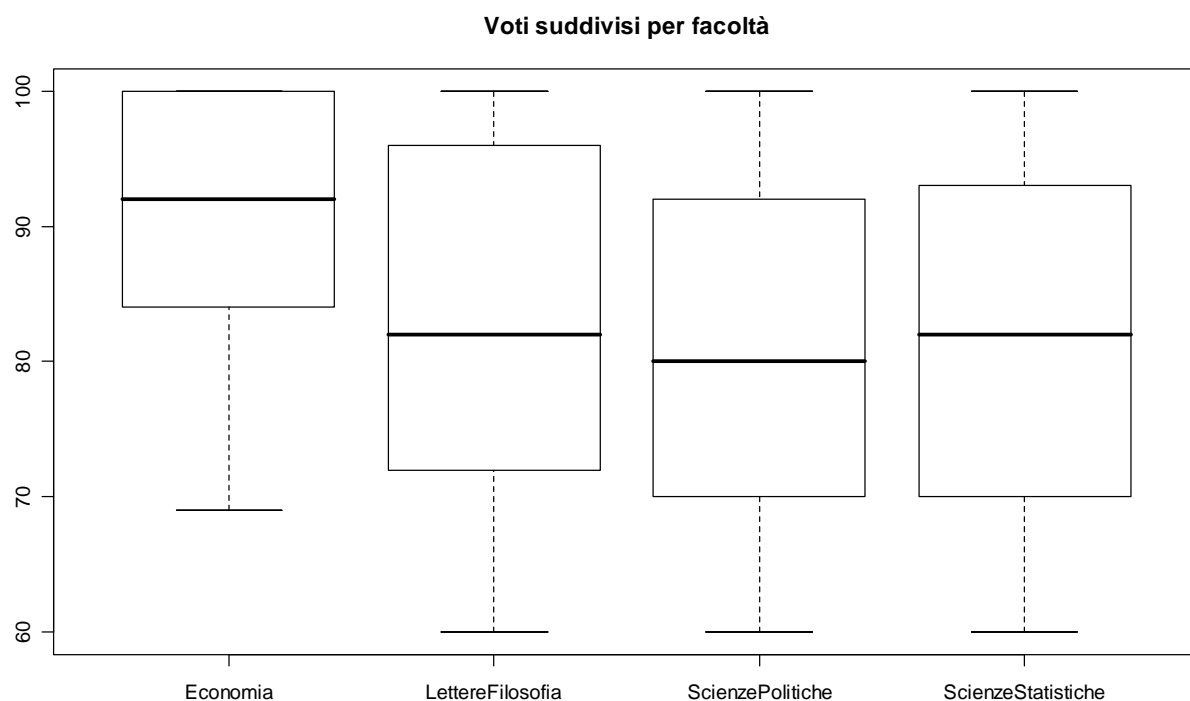 Voti suddivisi per facoltà
100
90
80
70
60
Economia LettereFilosofia ScienzePolitiche ScienzeStatistiche